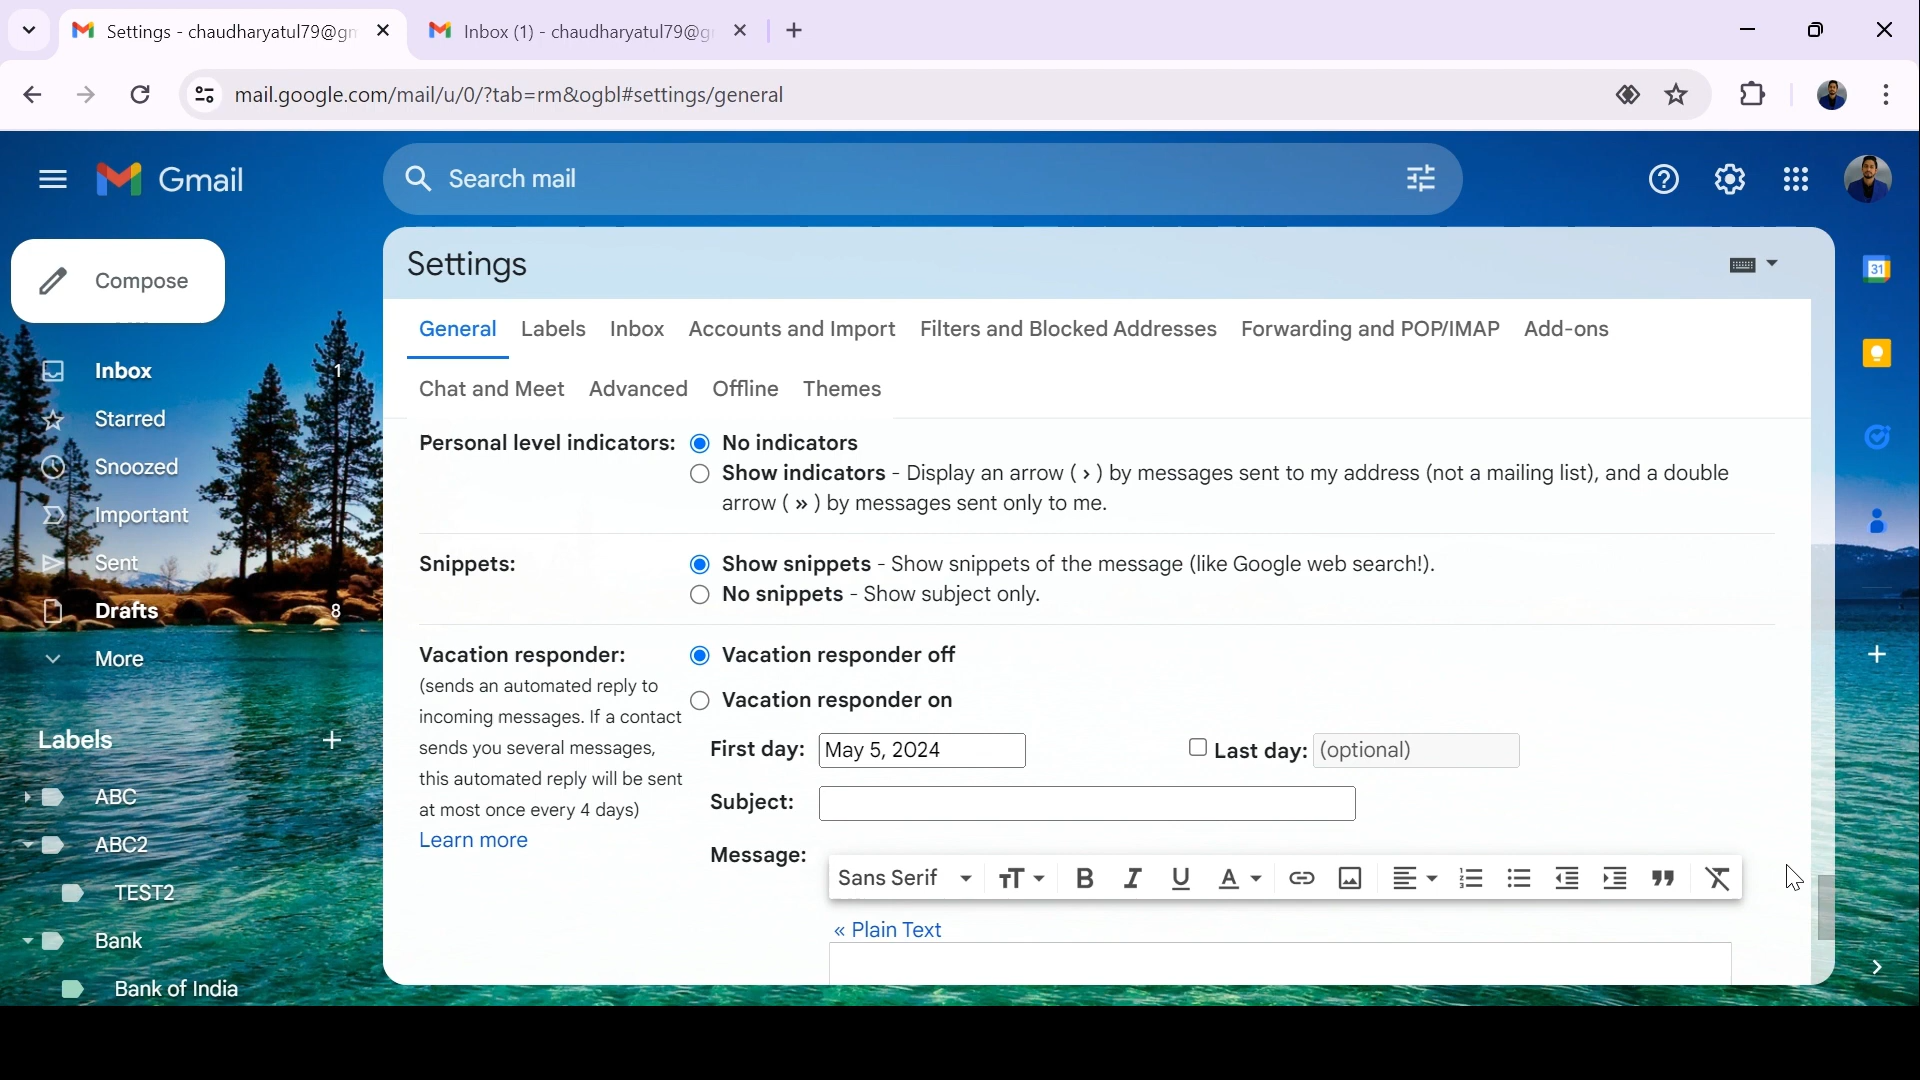 Settings - chaudharyatul79@gm
Inbox (1) - chaudharyatul79@g
mail.google.com/mail/u/0/?tab=rm&ogbl#settings/general
Gmail
Search mail
Compose
Settings
General Labels Inbox Accounts and Import Filters and Blocked Addresses Forwarding and POP/IMAP Add-ons
Chat and Meet Advanced Offline Themes
Inbox 1
Starred
Snoozed
Important
Sent
Drafts 8
More
Labels
ABC
ABC2
TEST2
Bank
Bank of India
Personal level indicators:
No indicators
Show indicators - Display an arrow ( › ) by messages sent to my address (not a mailing list), and a double
arrow ( » ) by messages sent only to me.
Snippets:
Show snippets - Show snippets of the message (like Google web search!).
No snippets - Show subject only.
Vacation responder:
(sends an automated reply to
incoming messages. If a contact
sends you several messages,
this automated reply will be sent
at most once every 4 days)
Learn more
Vacation responder off
Vacation responder on
First day: May 5, 2024 Last day: (optional)
Subject:
Message:
Sans Serif
« Plain Text
31